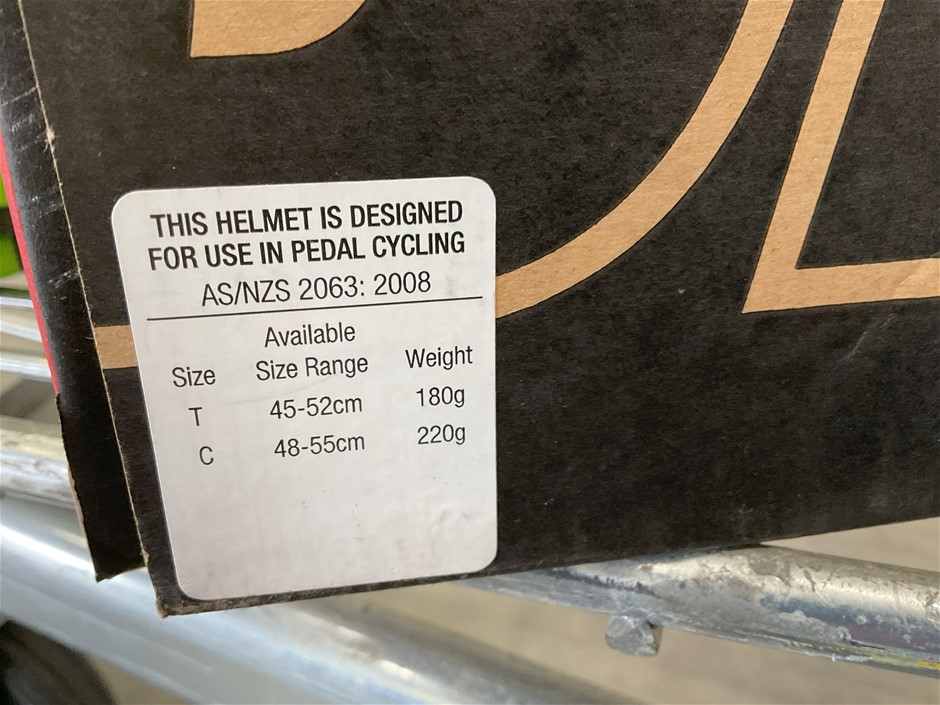 THIS HELMET IS DESIGNED
FOR USE IN PEDAL CYCLING
AS/NZS 2063: 2008
Available
Size Size Range Weight
T 45-52cm 180g
C 48-55cm 220g